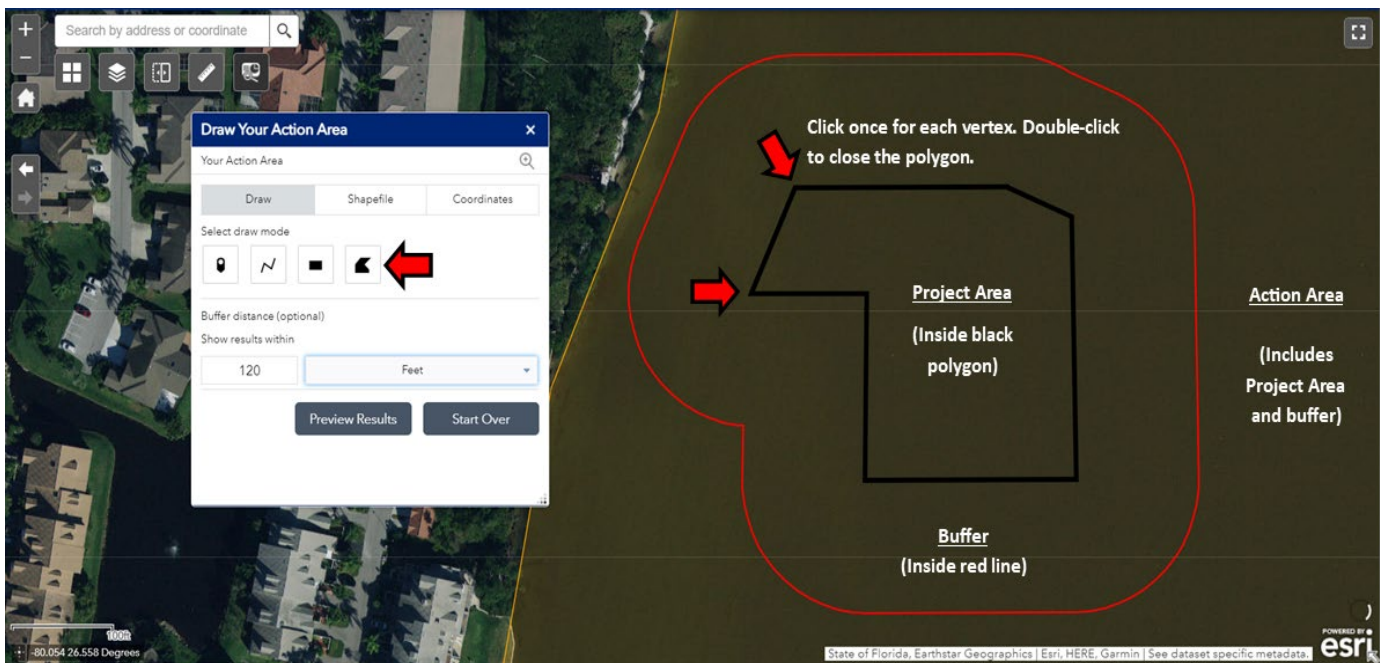 Search by address or coordinate
Draw Your Action Area
Your Action Area
Draw Shapefile Coordinates
Select draw mode
Buffer distance (optional)
Show results within
120 Feet
Preview Results Start Over
Click once for each vertex. Double-click
to close the polygon.
Project Area
(Inside black
polygon)
Action Area
(Includes
Project Area
and buffer)
Buffer
(Inside red line)
100ft
-80.054 26.558 Degrees
State of Florida, Earthstar Geographics | Esri, HERE, Garmin | See dataset specific metadata.
POWERED BY
esri